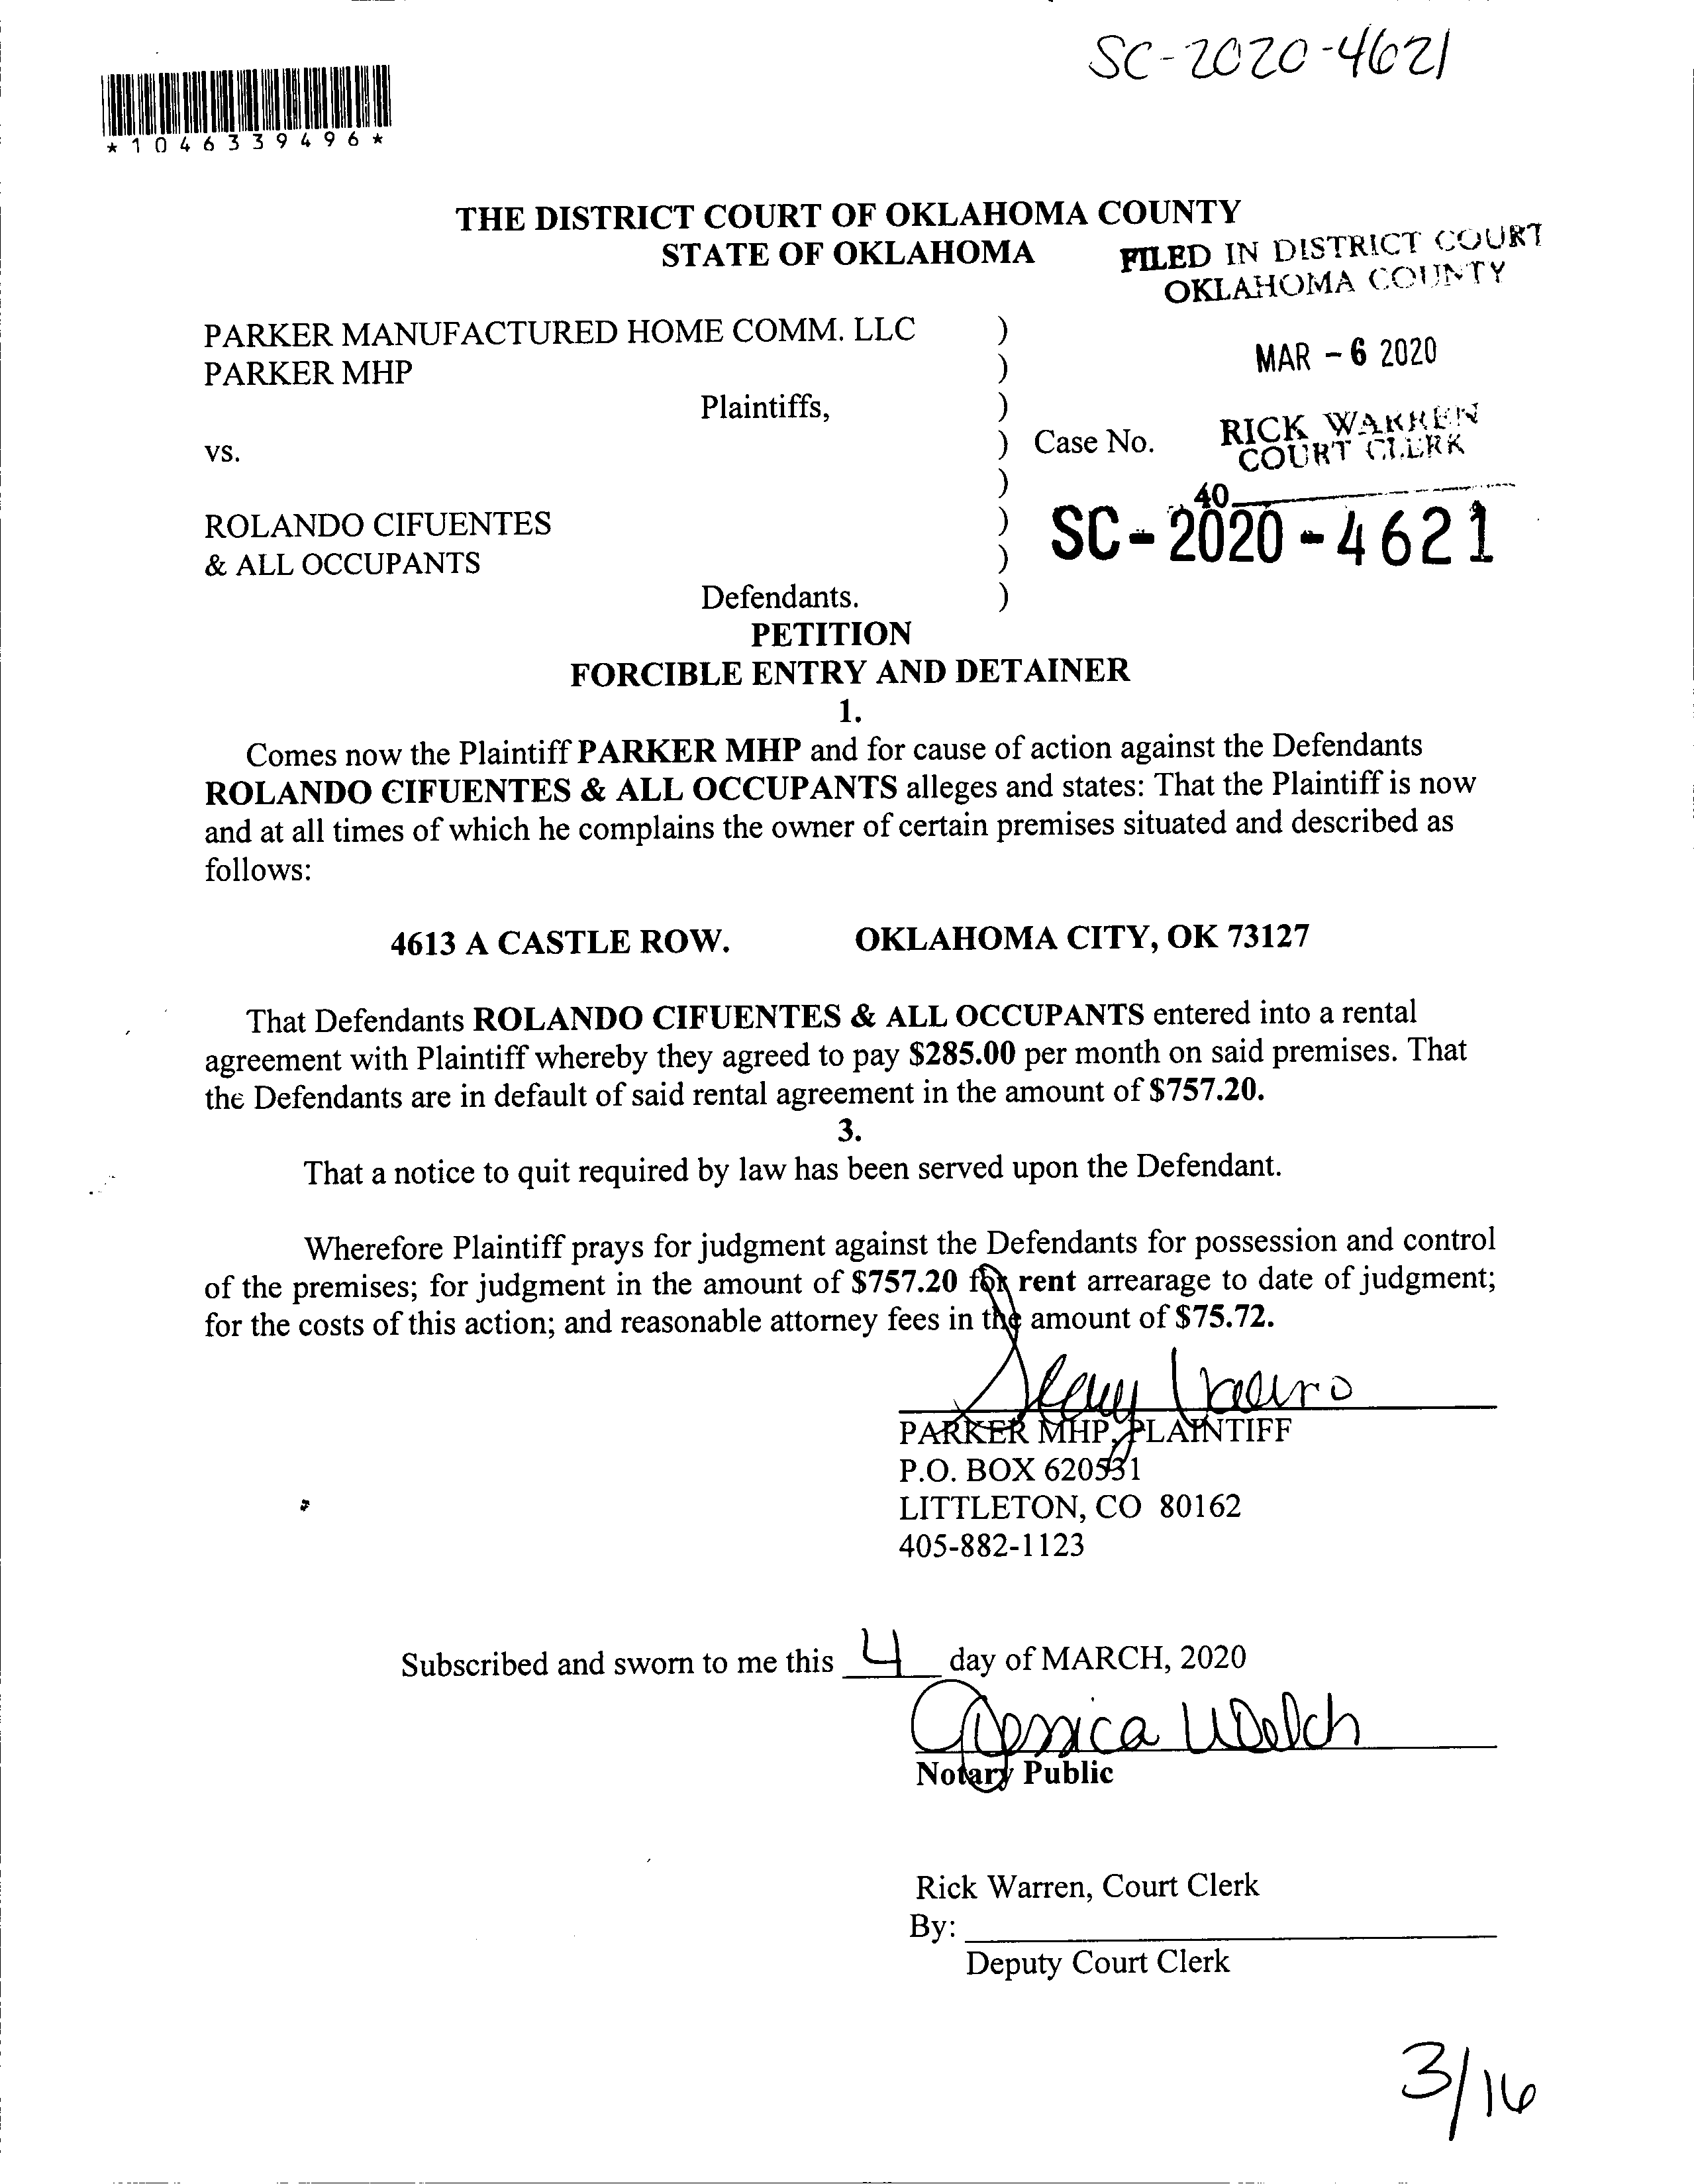 SC-2020-4621
*1046339496*
THE DISTRICT COURT OF OKLAHOMA COUNTY
STATE OF OKLAHOMA
FILED IN DISTRICT COURT
OKLAHOMA COUNTY
PARKER MANUFACTURED HOME COMM. LLC )
PARKER MHP )
MAR - 6 2020
Plaintiffs, )
RICK WARREN
COURT CLERK
vs. ) Case No.
)
40
ROLANDO CIFUENTES )
SC-2020-4621
& ALL OCCUPANTS )
Defendants. )
PETITION
FORCIBLE ENTRY AND DETAINER
1.
Comes now the Plaintiff PARKER MHP and for cause of action against the Defendants
ROLANDO CIFUENTES & ALL OCCUPANTS alleges and states: That the Plaintiff is now
and at all times of which he complains the owner of certain premises situated and described as
follows:
4613 A CASTLE ROW. OKLAHOMA CITY, OK 73127
That Defendants ROLANDO CIFUENTES & ALL OCCUPANTS entered into a rental
agreement with Plaintiff whereby they agreed to pay $285.00 per month on said premises. That
the Defendants are in default of said rental agreement in the amount of $757.20.
3.
That a notice to quit required by law has been served upon the Defendant.
Wherefore Plaintiff prays for judgment against the Defendants for possession and control
of the premises; for judgment in the amount of $757.20 for rent arrearage to date of judgment;
for the costs of this action; and reasonable attorney fees in the amount of $75.72.
PARKER MHP, PLAINTIFF
P.O. BOX 620531
LITTLETON, CO 80162
405-882-1123
Subscribed and sworn to me this 4 day of MARCH, 2020
Jessica Welch
Notary Public
Rick Warren, Court Clerk
By:
Deputy Court Clerk
3/16